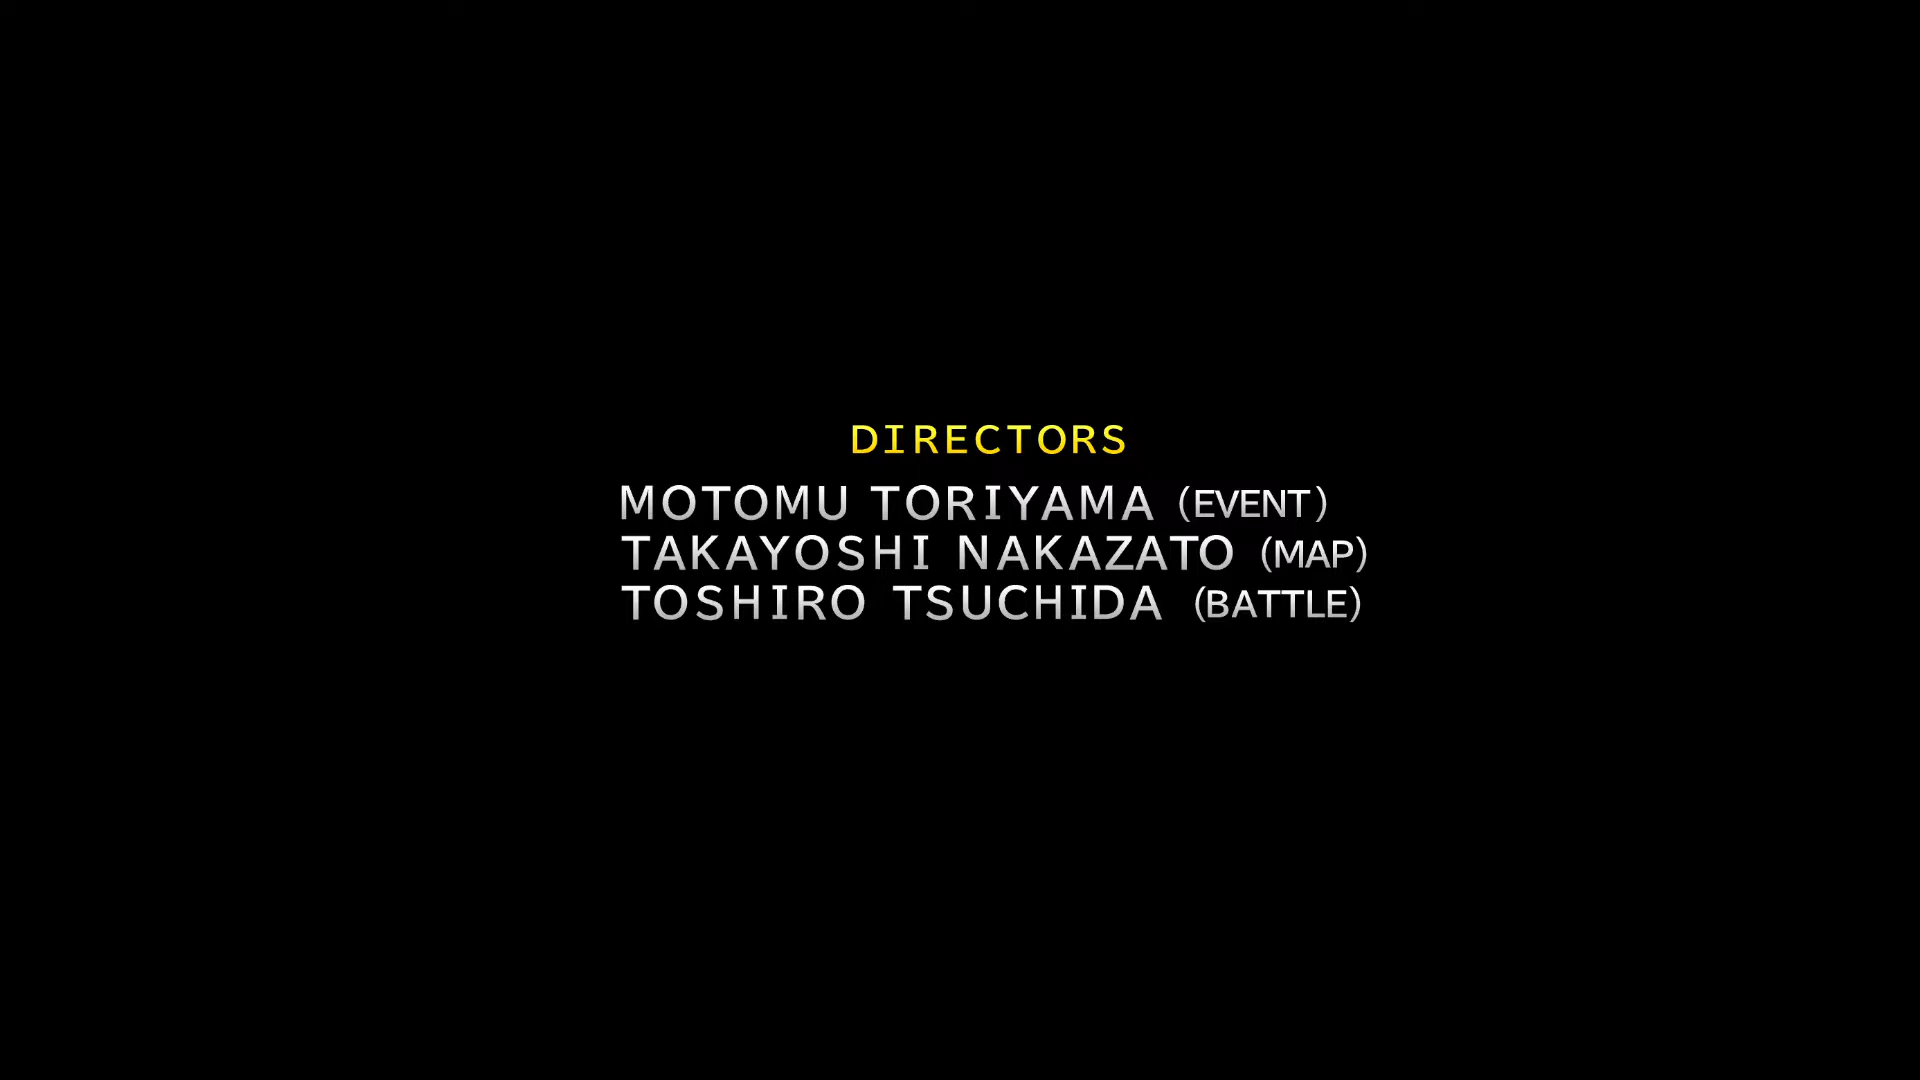 DIRECTORS
MOTOMU TORIYAMA (EVENT)
TAKAYOSHI NAKAZATO (MAP)
TOSHIRO TSUCHIDA (BATTLE)